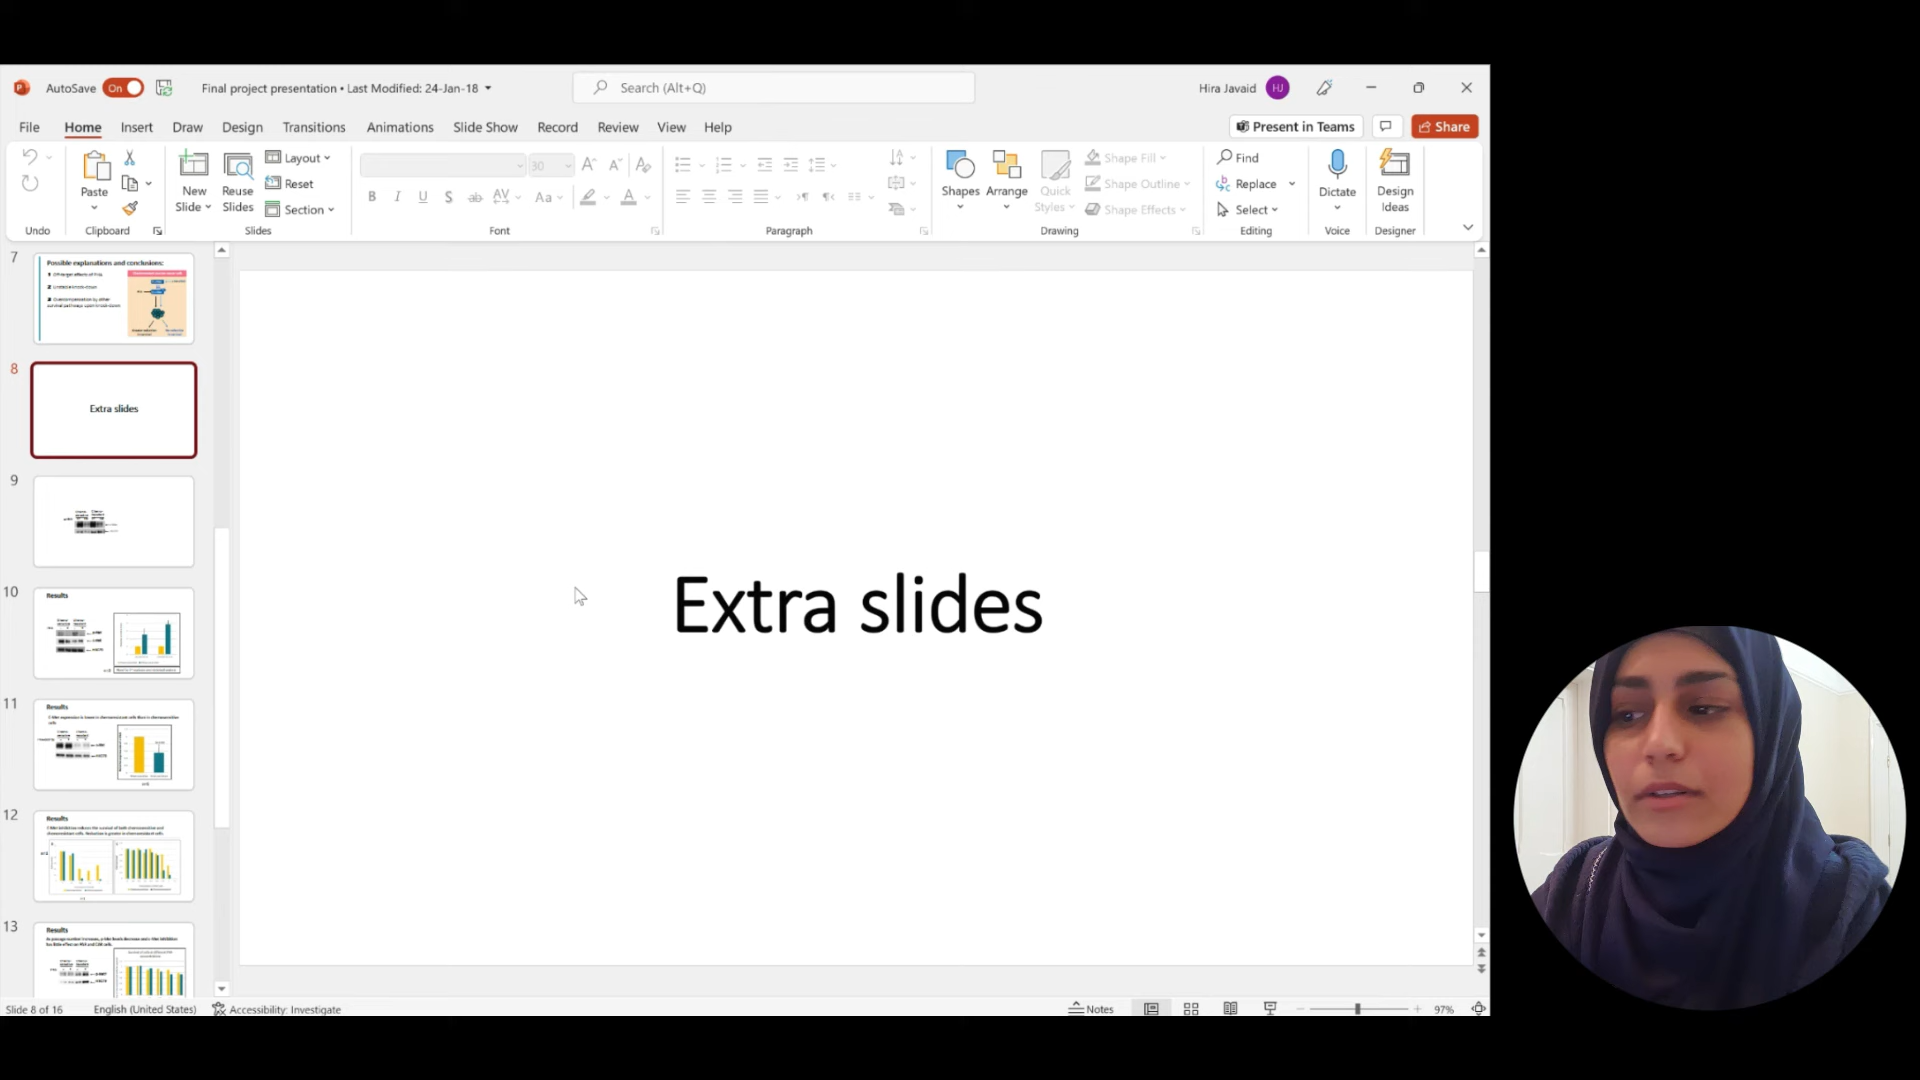 AutoSave On Final project presentation • Last Modified: 24-Jan-18 Search (Alt+Q) Hira Javaid HJ
File Home Insert Draw Design Transitions Animations Slide Show Record Review View Help Present in Teams Share
Paste
New
Slide
Reuse
Slides
Layout
Reset
Section
30
B I U S ab AV Aa A
Shapes Arrange Quick
Styles
Shape Fill
Shape Outline
Shape Effects
Find
Replace
Select
Dictate
Design
Ideas
Undo Clipboard Slides Font Paragraph Drawing Editing Voice Designer
7
Possible explanations and conclusions:
8
Extra slides
9
10
Results
11
Results
12
Results
13
Results
Extra slides
Slide 8 of 16 English (United States) Accessibility: Investigate Notes 97%